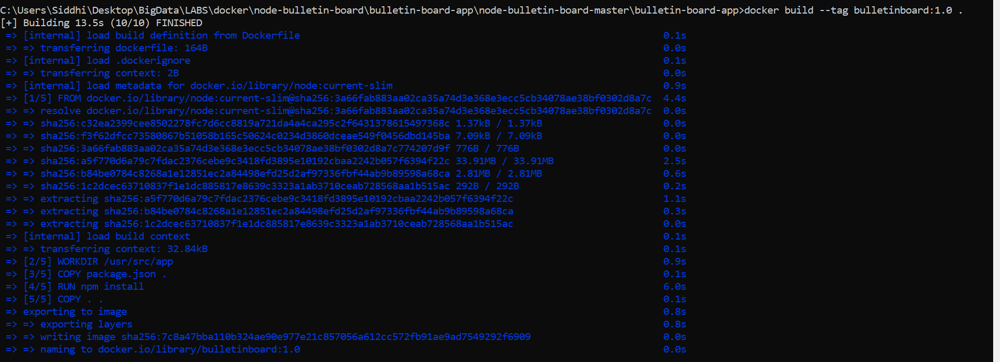 C:\Users\Siddhi\Desktop\BigData\LABS\docker\node-bulletin-board\bulletin-board-app\node-bulletin-board-master\bulletin-board-app>docker build --tag bulletinboard:1.0 .
[+] Building 13.5s (10/10) FINISHED
=> [internal] load build definition from Dockerfile 0.1s
=> => transferring dockerfile: 164B 0.0s
=> [internal] load .dockerignore 0.1s
=> => transferring context: 2B 0.0s
=> [internal] load metadata for docker.io/library/node:current-slim 0.9s
=> [1/5] FROM docker.io/library/node:current-slim@sha256:3a66fab883aa02ca35a74d3e368e3ecc5cb34078ae38bf0302d8a7c 4.4s
=> => resolve docker.io/library/node:current-slim@sha256:3a66fab883aa02ca35a74d3e368e3ecc5cb34078ae38bf0302d8a7c 0.0s
=> => sha256:c32ea2399cee8502278fc7d6cc8819a721da4a4ca295c2f6431378615497368c 1.37kB / 1.37kB 0.0s
=> => sha256:f3f62dfcc73580867b51058b165c50624c0234d3860dceae549f0456dbd145ba 7.09kB / 7.09kB 0.0s
=> => sha256:3a66fab883aa02ca35a74d3e368e3ecc5cb34078ae38bf0302d8a7c774207d9f 776B / 776B 0.0s
=> => sha256:a5f770d6a79c7fdac2376cebe9c3418fd3895e10192cbaa2242b057f6394f22c 33.91MB / 33.91MB 2.5s
=> => sha256:b84be0784c8268a1e12851ec2a84498efd25d2af97336fbf44ab9b89598a68ca 2.81MB / 2.81MB 0.6s
=> => sha256:1c2dcec63710837f1e1dc885817e8639c3323a1ab3710ceab728568aa1b515ac 292B / 292B 0.2s
=> => extracting sha256:a5f770d6a79c7fdac2376cebe9c3418fd3895e10192cbaa2242b057f6394f22c 1.1s
=> => extracting sha256:b84be0784c8268a1e12851ec2a84498efd25d2af97336fbf44ab9b89598a68ca 0.3s
=> => extracting sha256:1c2dcec63710837f1e1dc885817e8639c3323a1ab3710ceab728568aa1b515ac 0.0s
=> [internal] load build context 0.1s
=> => transferring context: 32.84kB 0.1s
=> [2/5] WORKDIR /usr/src/app 0.9s
=> [3/5] COPY package.json . 0.1s
=> [4/5] RUN npm install 6.0s
=> [5/5] COPY . . 0.1s
=> exporting to image 0.8s
=> => exporting layers 0.8s
=> => writing image sha256:7c8a47bba110b324ae90e977e21c857056a612cc572fb91ae9ad7549292f6909 0.0s
=> => naming to docker.io/library/bulletinboard:1.0 0.0s